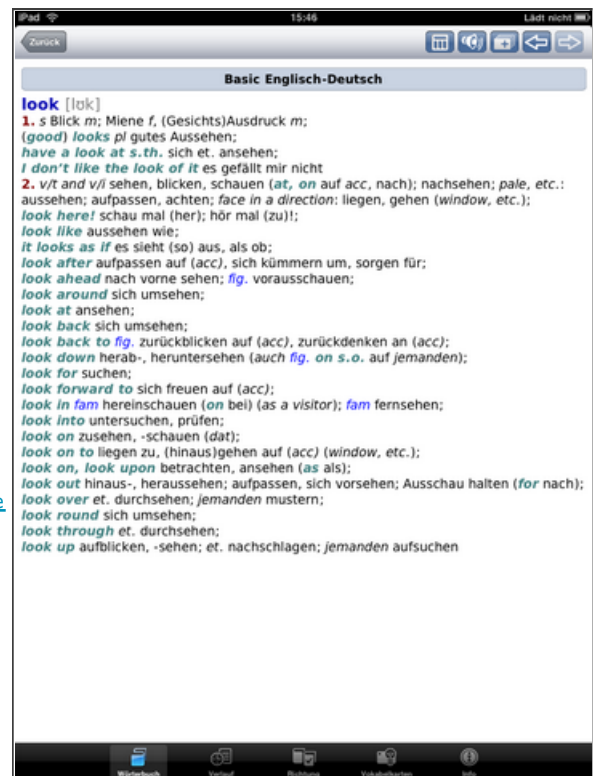 iPad 15:46 Lädt nicht
Zurück
Basic Englisch-Deutsch
look [lʊk]
1. s Blick m; Miene f, (Gesichts)Ausdruck m;
(good) looks pl gutes Aussehen;
have a look at s.th. sich et. ansehen;
I don't like the look of it es gefällt mir nicht
2. v/t and v/i sehen, blicken, schauen (at, on auf acc, nach); nachsehen; pale, etc.:
aussehen; aufpassen, achten; face in a direction: liegen, gehen (window, etc.);
look here! schau mal (her); hör mal (zu)!;
look like aussehen wie;
it looks as if es sieht (so) aus, als ob;
look after aufpassen auf (acc), sich kümmern um, sorgen für;
look ahead nach vorne sehen; fig. vorausschauen;
look around sich umsehen;
look at ansehen;
look back sich umsehen;
look back to fig. zurückblicken auf (acc), zurückdenken an (acc);
look down herab-, heruntersehen (auch fig. on s.o. auf jemanden);
look for suchen;
look forward to sich freuen auf (acc);
look in fam hereinschauen (on bei) (as a visitor); fam fernsehen;
look into untersuchen, prüfen;
look on zusehen, -schauen (dat);
look on to liegen zu, (hinaus)gehen auf (acc) (window, etc.);
look on, look upon betrachten, ansehen (as als);
look out hinaus-, heraussehen; aufpassen, sich vorsehen; Ausschau halten (for nach);
e
look over et. durchsehen; jemanden mustern;
look round sich umsehen;
look through et. durchsehen;
look up aufblicken, -sehen; et. nachschlagen; jemanden aufsuchen
Wörterbuch Verlauf Richtung Vokabelkarten Info